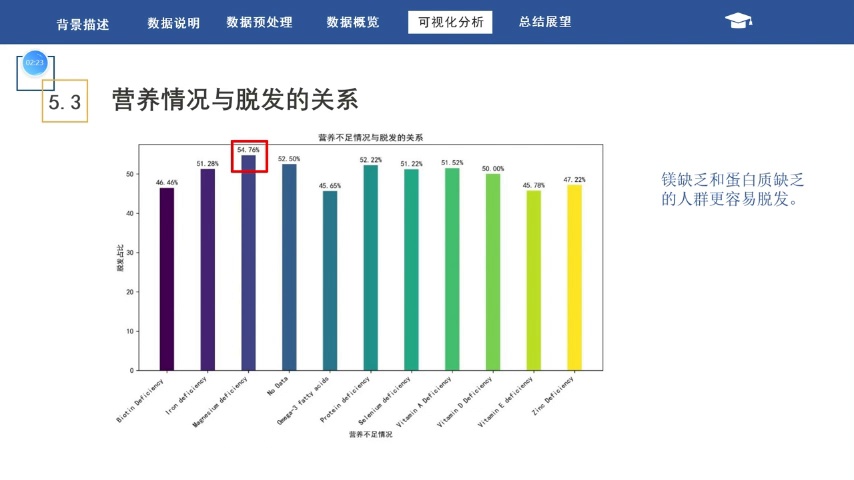 背景描述
数据说明
数据预处理
数据概览
可视化分析
总结展望
02:23
5.3
营养情况与脱发的关系
营养不足情况与脱发的关系
46.46%
51.28%
54.76%
52.50%
45.65%
52.22%
51.22%
51.52%
50.00%
45.78%
47.22%
50
40
30
20
10
0
脱发占比
Biotin Deficiency
Iron deficiency
Magnesium deficiency
No Data
Omega-3 fatty acids
Protein deficiency
Selenium deficiency
Vitamin A Deficiency
Vitamin D Deficiency
Vitamin E deficiency
Zinc Deficiency
营养不足情况
镁缺乏和蛋白质缺乏
的人群更容易脱发。